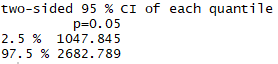 two-sided 95 % CI of each quantile
p=0.05
2.5 % 1047.845
97.5 % 2682.789